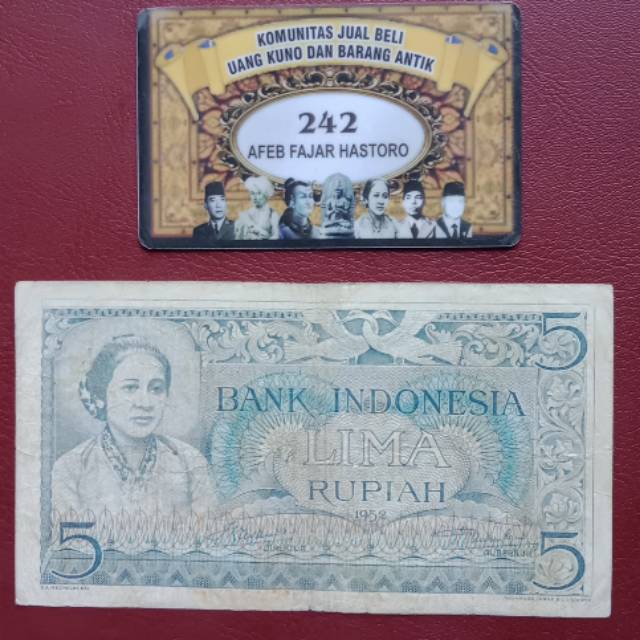 KOMUNITAS JUAL BELI
UANG KUNO DAN BARANG ANTIK
242
AFEB FAJAR HASTORO
5
BANK INDONESIA
LIMA
RUPIAH
1952
5
5